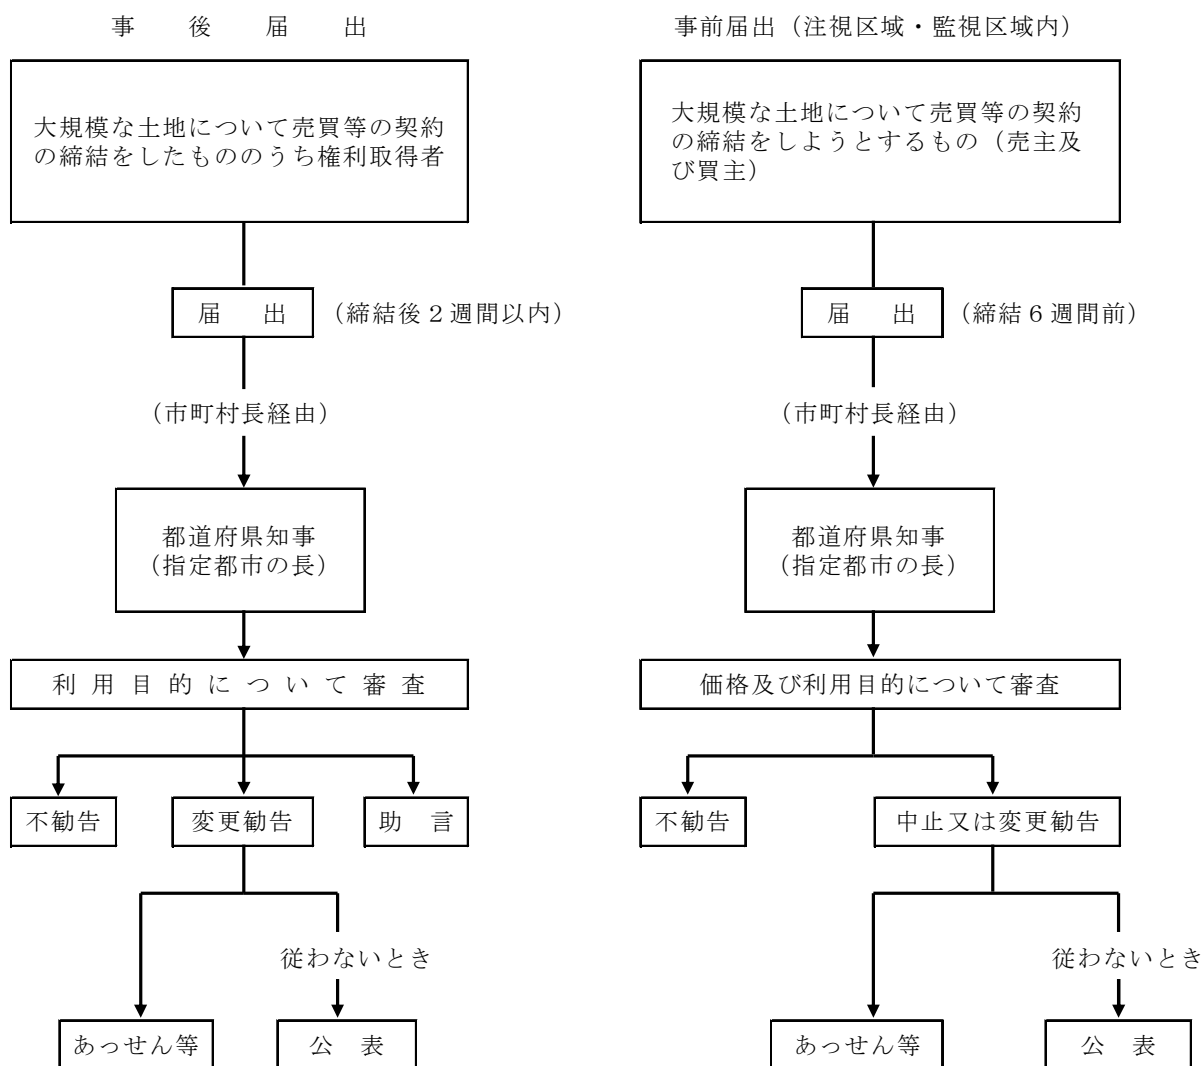 事後届出
大規模な土地について売買等の契約
の締結をしたもののうち権利取得者
届出
（締結後２週間以内）
（市町村長経由）
都道府県知事
（指定都市の長）
利用目的について審査
不勧告
変更勧告
助言
従わないとき
あっせん等
公表
事前届出（注視区域・監視区域内）
大規模な土地について売買等の契約
の締結をしようとするもの（売主及
び買主）
届出
（締結６週間前）
（市町村長経由）
都道府県知事
（指定都市の長）
価格及び利用目的について審査
不勧告
中止又は変更勧告
従わないとき
あっせん等
公表